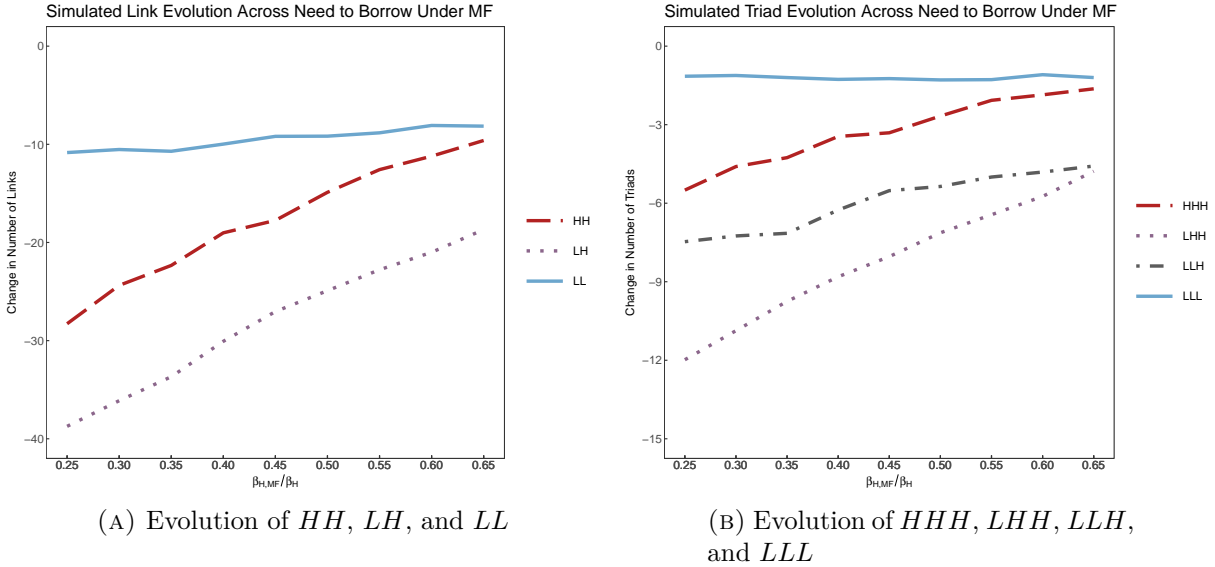 Simulated Link Evolution Across Need to Borrow Under MF
Change in Number of Links
0
−10
−20
−30
−40
0.25 0.30 0.35 0.40 0.45 0.50 0.55 0.60 0.65
βH,MF/βH
HH
LH
LL
(A) Evolution of HH, LH, and LL
Simulated Triad Evolution Across Need to Borrow Under MF
Change in Number of Triads
0
−3
−6
−9
−12
−15
0.25 0.30 0.35 0.40 0.45 0.50 0.55 0.60 0.65
βH,MF/βH
HHH
LHH
LLH
LLL
(B) Evolution of HHH, LHH, LLH,
and LLL